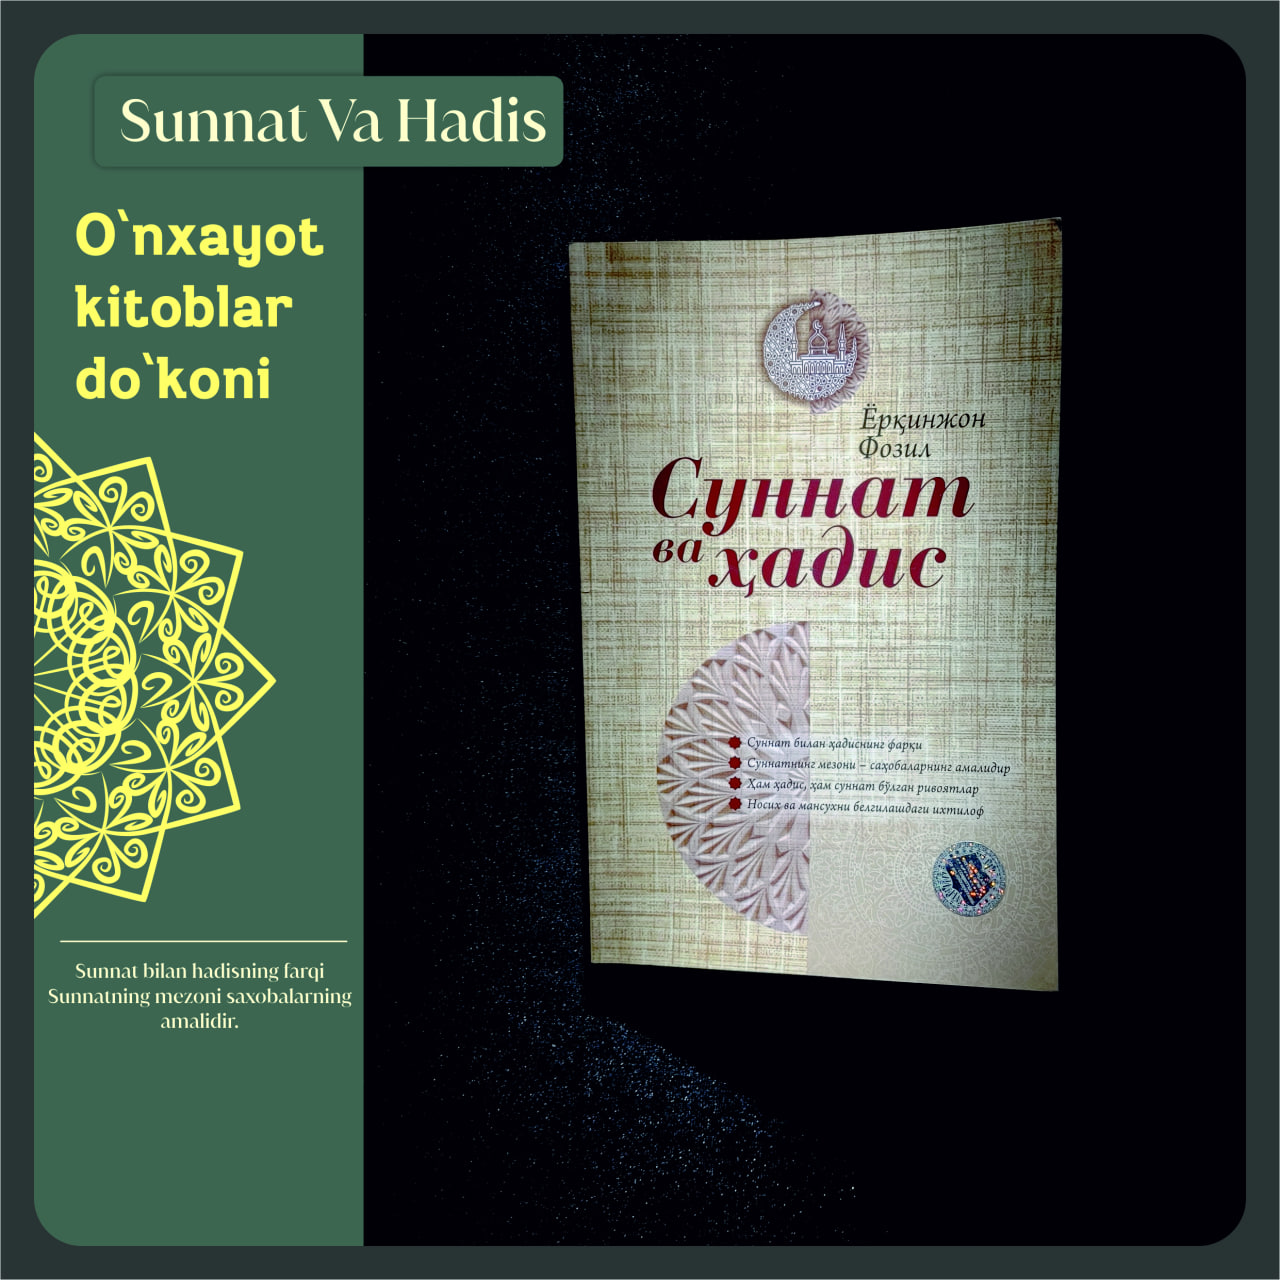 Sunnat Va Hadis
O`nxayot
kitoblar
do`koni
Sunnat bilan hadisning farqi
Sunnatning mezoni saxobalarning
amalidir.
Ёрқинжон
Фозил
Суннат
ва ҳадис
Суннат билан ҳадиснинг фарқи
Суннатнинг мезони – саҳобаларнинг амалидир
Ҳам ҳадис, ҳам суннат бўлган ривоятлар
Носих ва мансухни белгилашдаги ихтилоф